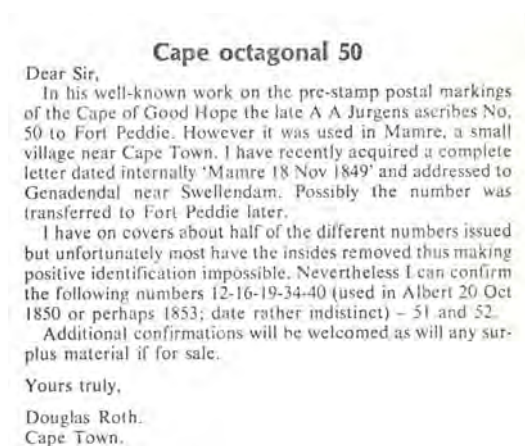 Cape octagonal 50
Dear Sir,
In his well-known work on the pre-stamp postal markings
of the Cape of Good Hope the late A A Jurgens ascribes No.
50 to Fort Peddie. However it was used in Mamre, a small
village near Cape Town. I have recently acquired a complete
letter dated internally 'Mamre 18 Nov 1849' and addressed to
Genadendal near Swellendam. Possibly the number was
transferred to Fort Peddie later.
I have on covers about half of the different numbers issued
but unfortunately most have the insides removed thus making
positive identification impossible. Nevertheless I can confirm
the following numbers 12-16-19-34-40 (used in Albert 20 Oct
1850 or perhaps 1853; date rather indistinct) – 51 and 52.
Additional confirmations will be welcomed as will any sur-
plus material if for sale.
Yours truly,
Douglas Roth.
Cape Town.